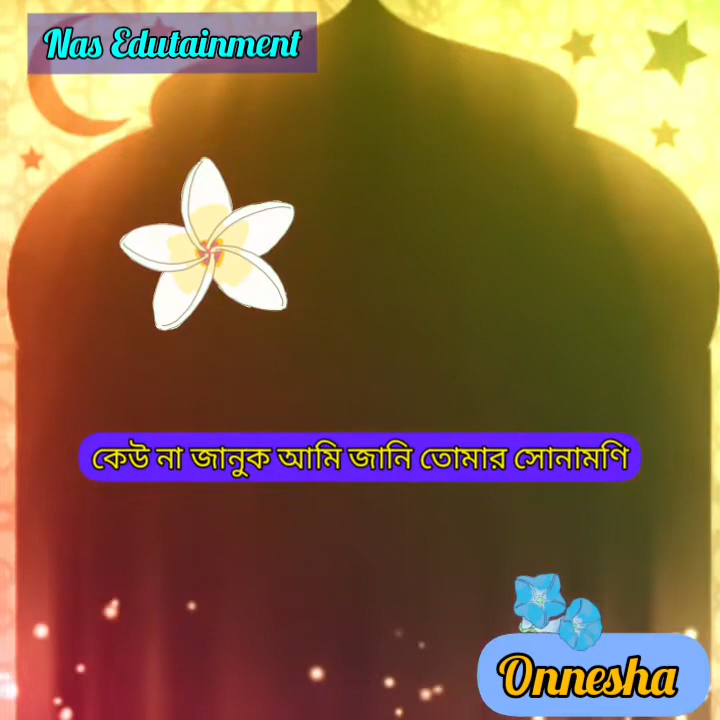 Nas Edutainment
কেউ না জানুক আমি জানি তোমার সোনামণি
Onnesha